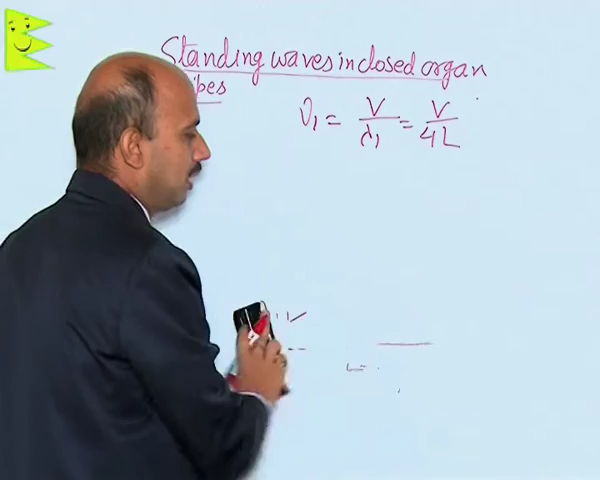 Standing waves in closed organ
pipes
ν₁ = V/λ₁ = V/4L